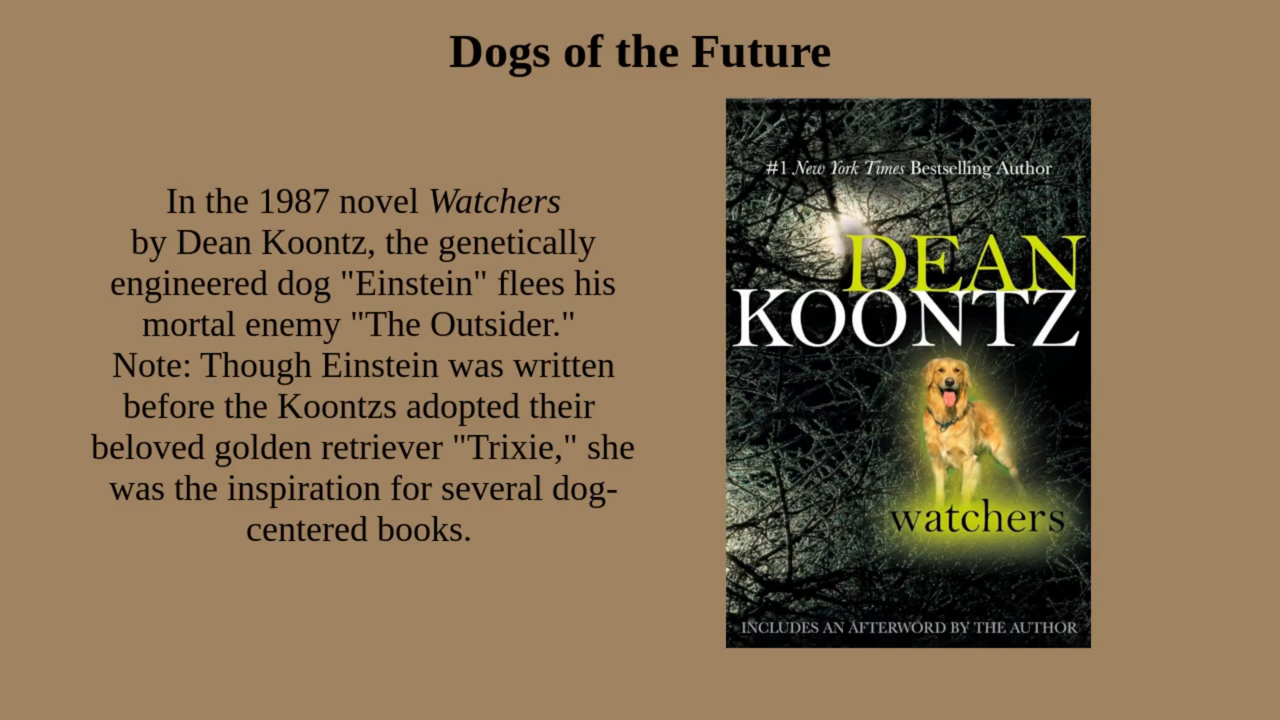 Dogs of the Future
In the 1987 novel Watchers
by Dean Koontz, the genetically
engineered dog "Einstein" flees his
mortal enemy "The Outsider."
Note: Though Einstein was written
before the Koontzs adopted their
beloved golden retriever "Trixie," she
was the inspiration for several dog-
centered books.
#1 New York Times Bestselling Author
DEAN
KOONTZ
watchers
INCLUDES AN AFTERWORD BY THE AUTHOR